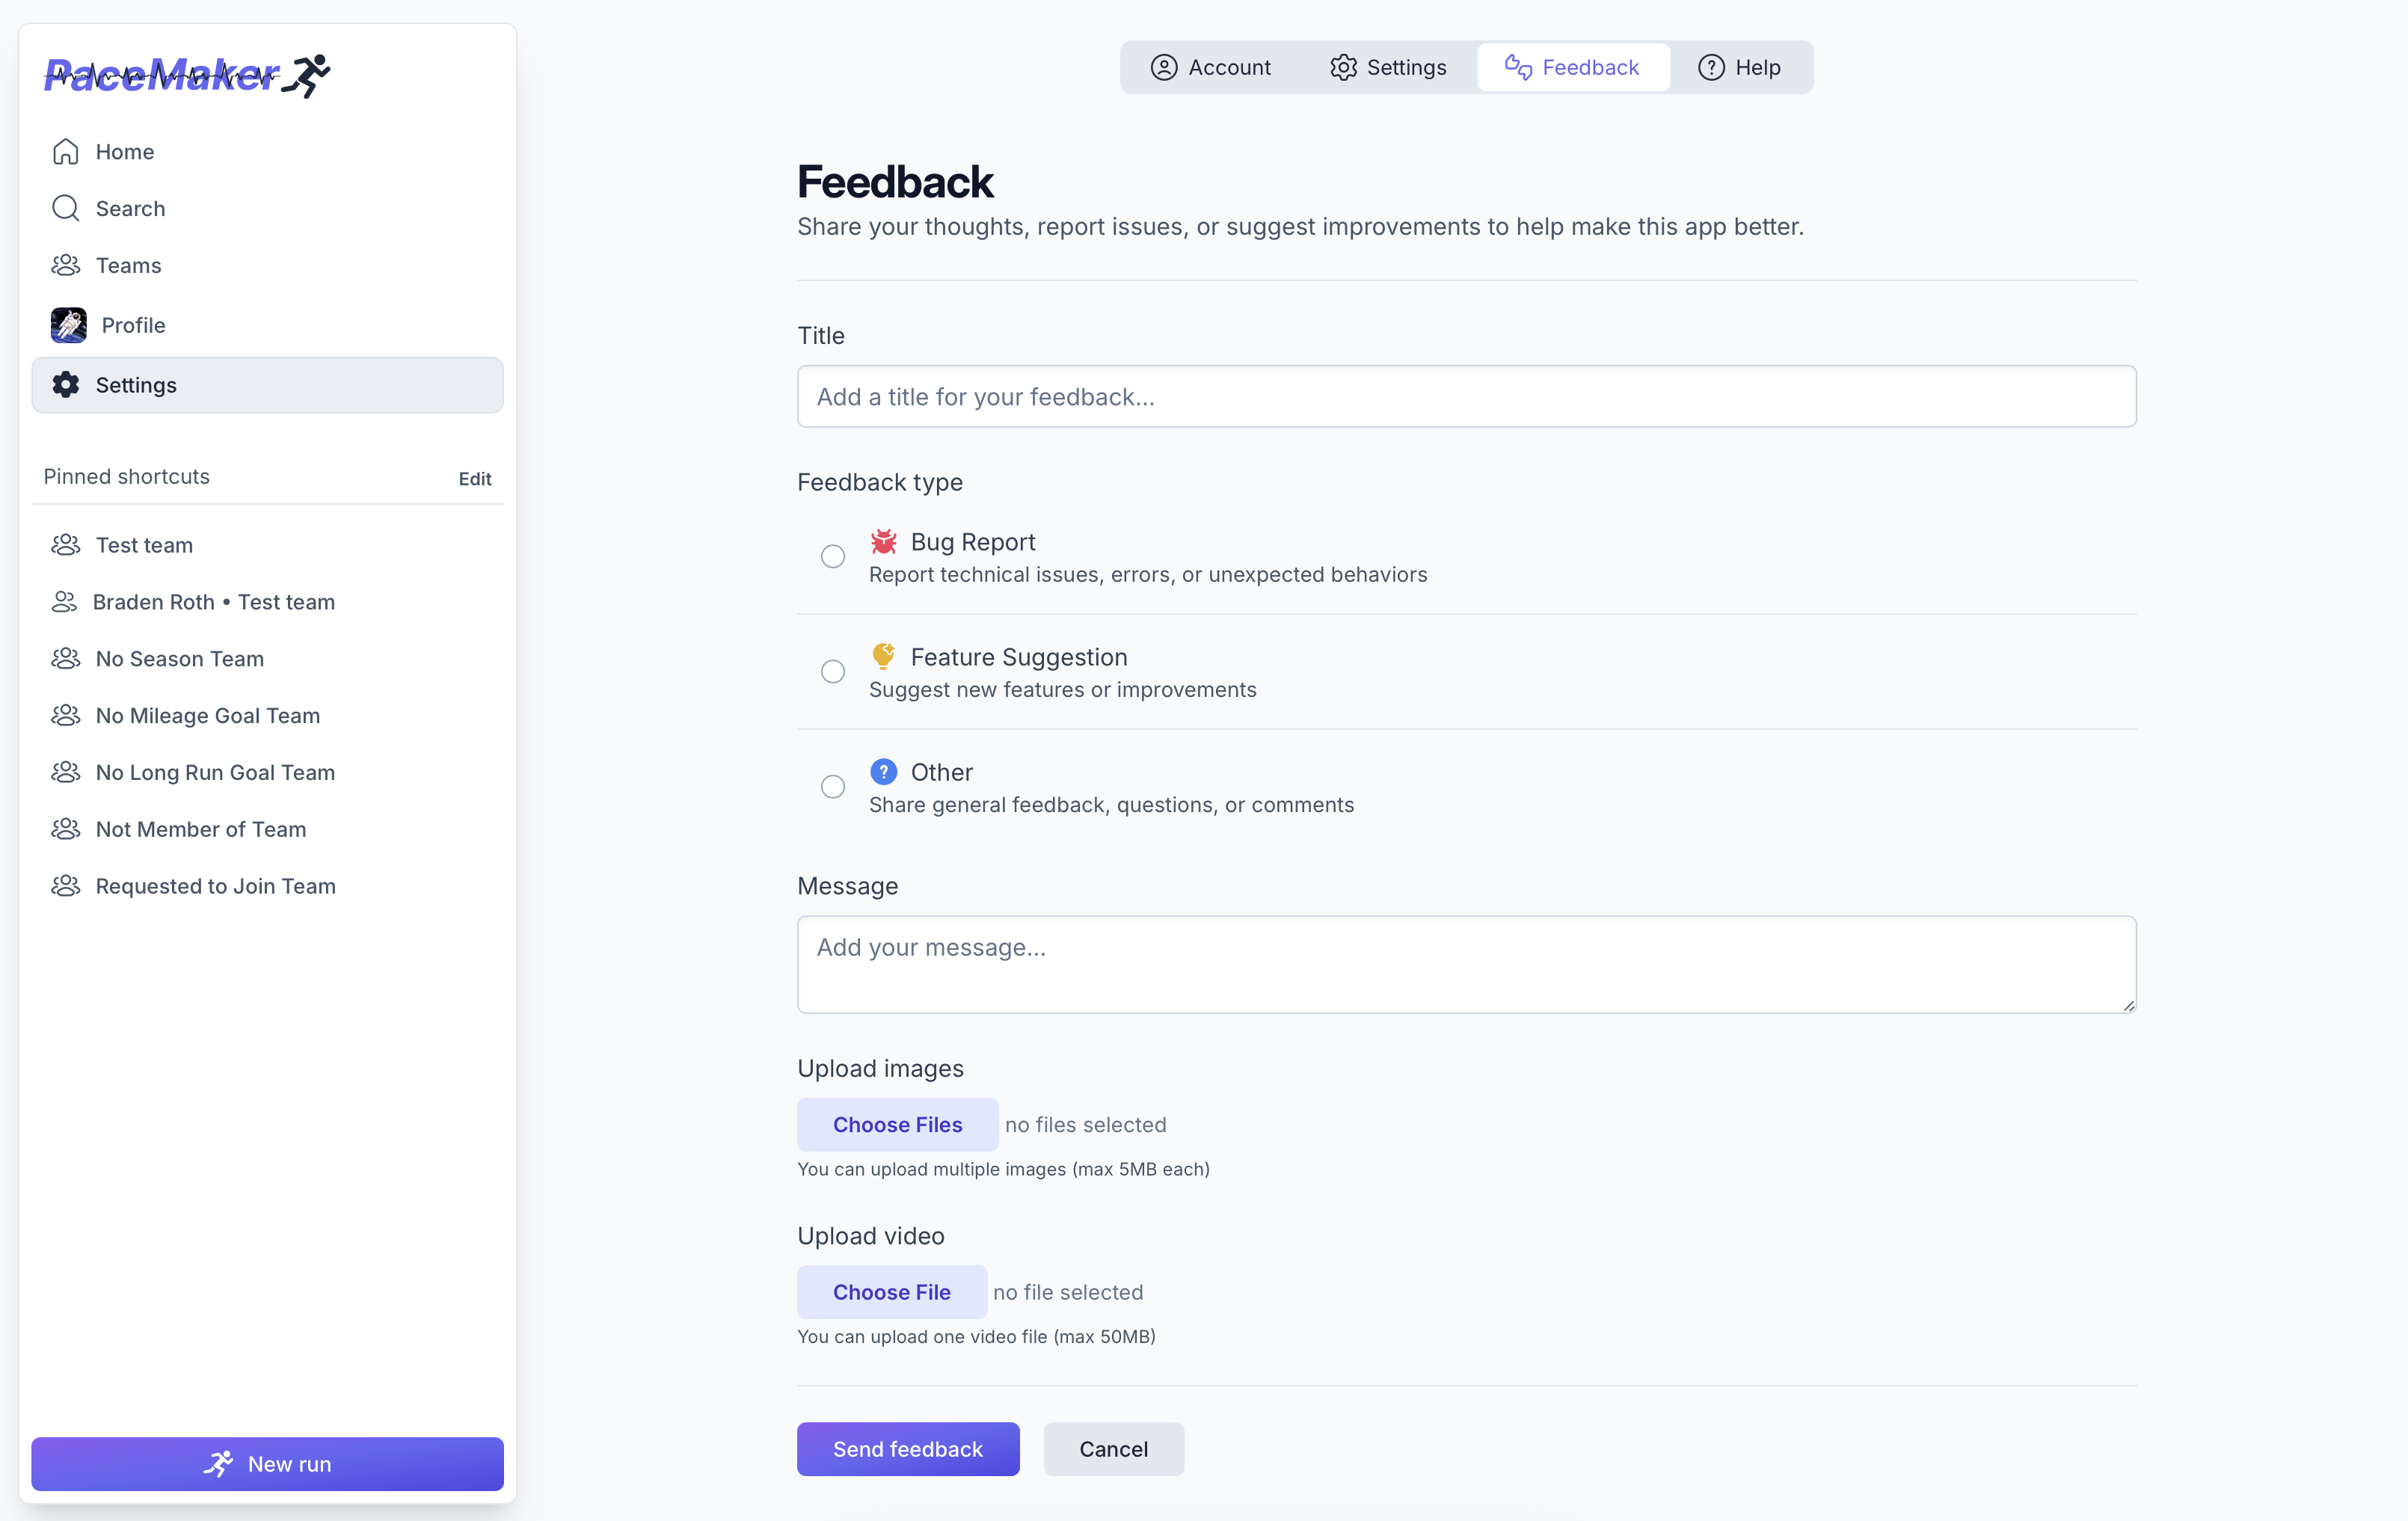 PaceMaker
Home
Search
Teams
Profile
Settings
Pinned shortcuts
Edit
Test team
Braden Roth • Test team
No Season Team
No Mileage Goal Team
No Long Run Goal Team
Not Member of Team
Requested to Join Team
New run
Account
Settings
Feedback
Help
Feedback
Share your thoughts, report issues, or suggest improvements to help make this app better.
Title
Add a title for your feedback...
Feedback type
Bug Report
Report technical issues, errors, or unexpected behaviors
Feature Suggestion
Suggest new features or improvements
Other
Share general feedback, questions, or comments
Message
Add your message...
Upload images
Choose Files no files selected
You can upload multiple images (max 5MB each)
Upload video
Choose File no file selected
You can upload one video file (max 50MB)
Send feedback
Cancel